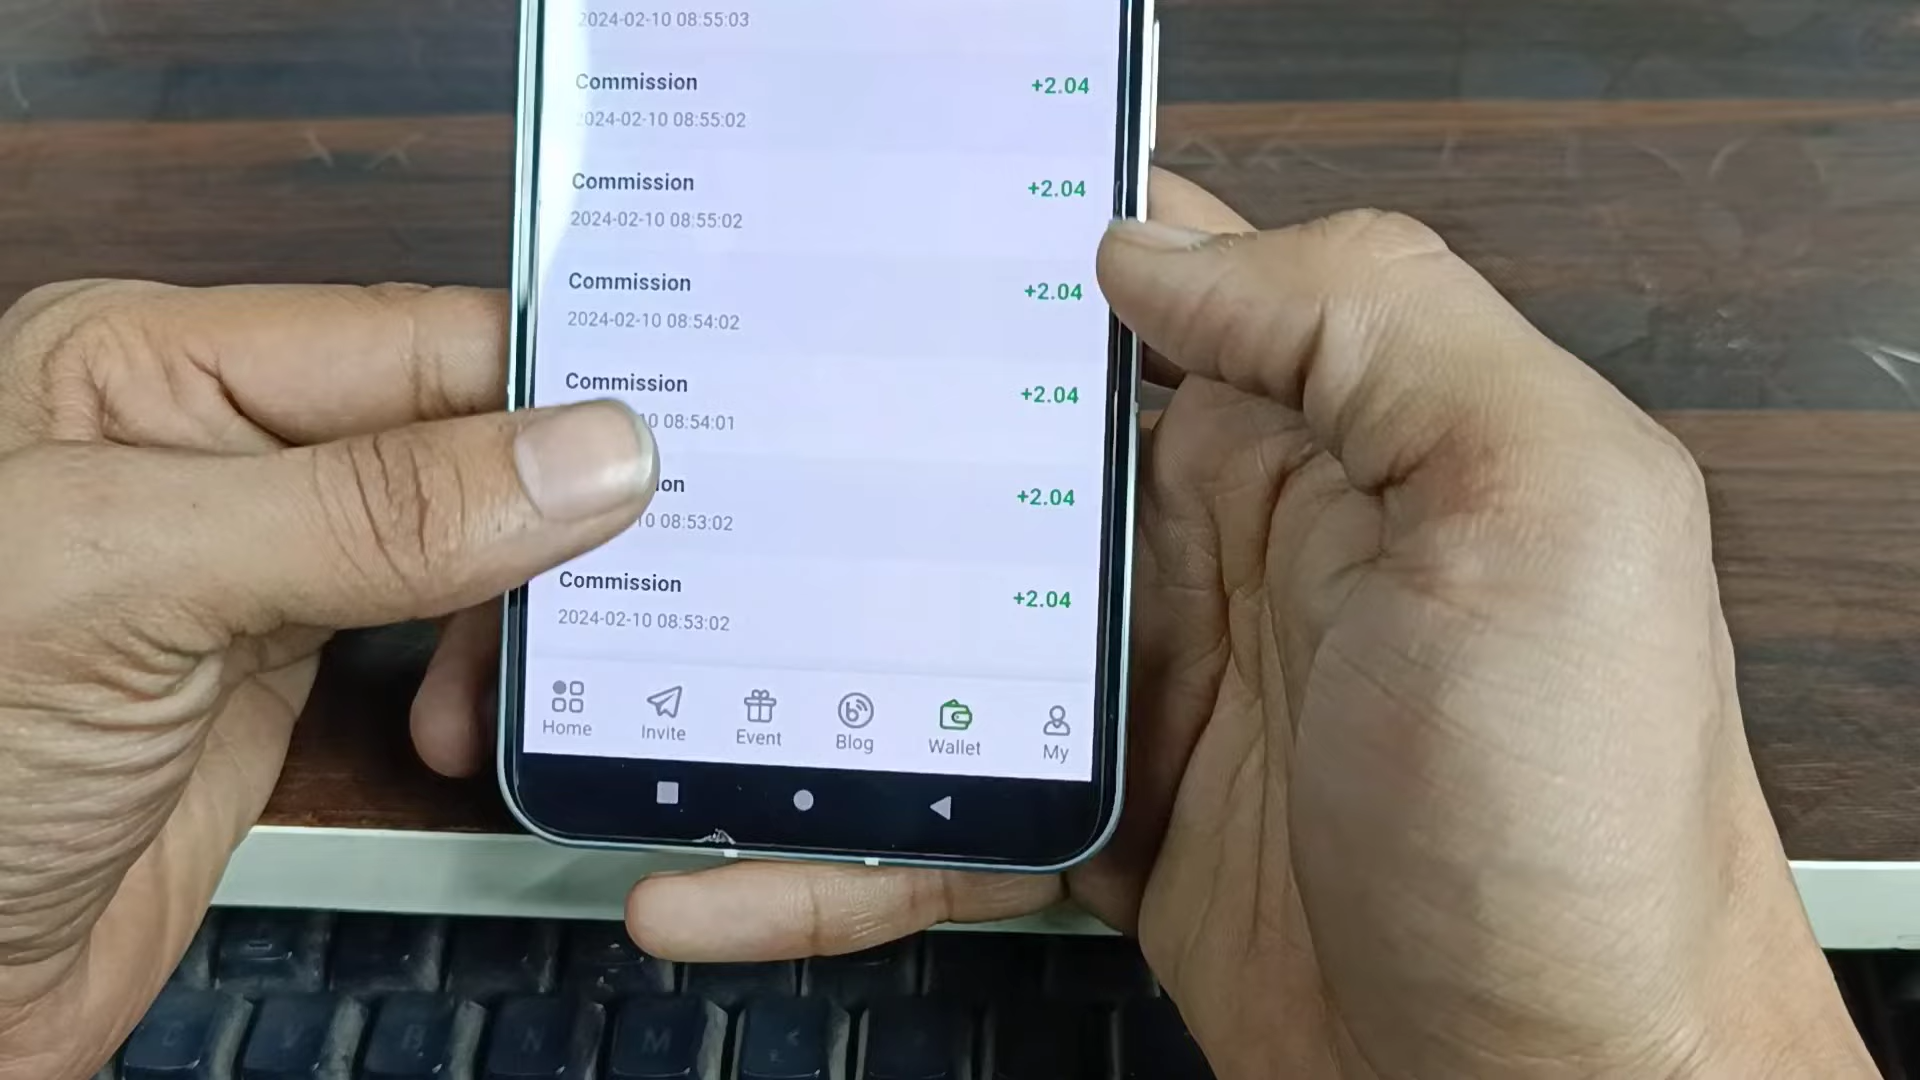 2024-02-10 08:55:03
Commission +2.04
2024-02-10 08:55:02
Commission +2.04
2024-02-10 08:55:02
Commission +2.04
2024-02-10 08:54:02
Commission +2.04
10 08:54:01
ion +2.04
10 08:53:02
Commission +2.04
2024-02-10 08:53:02
Home Invite Event Blog Wallet My
V B N M